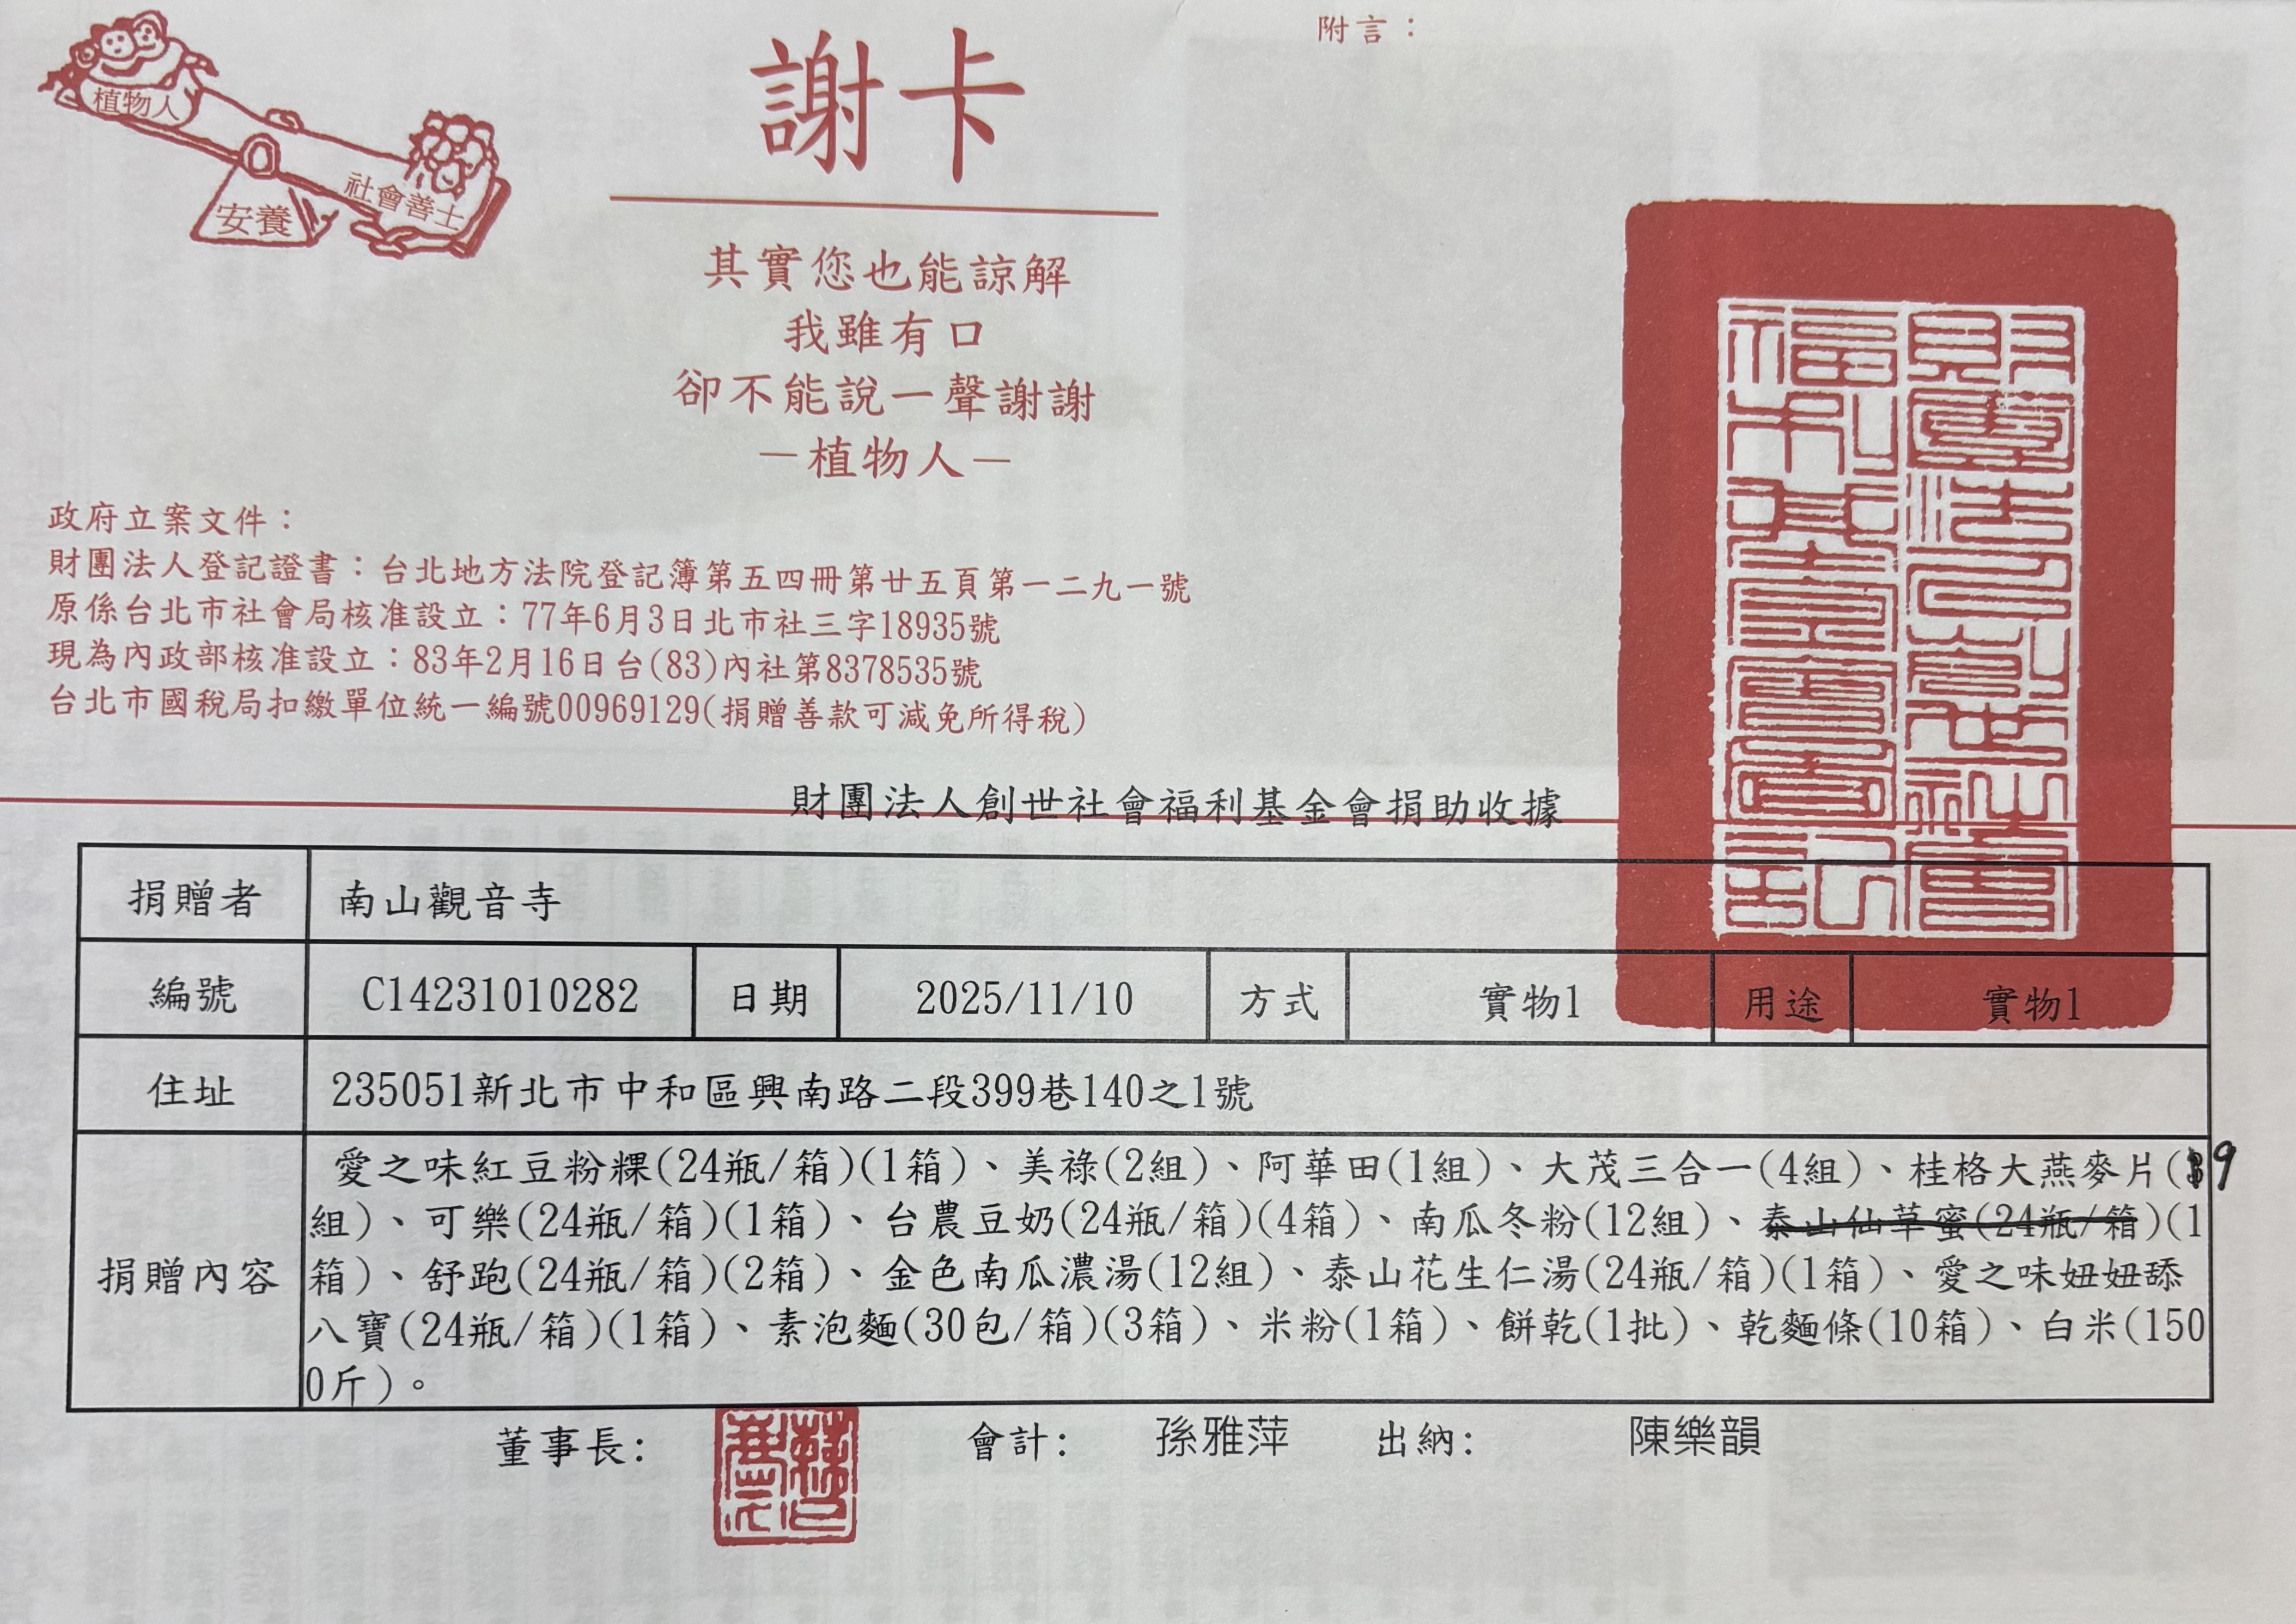 附言：
謝卡
植物人
社會善士
安養
其實您也能諒解
我雖有口
卻不能說一聲謝謝
－植物人－
政府立案文件：
財團法人登記證書：台北地方法院登記簿第五四冊第廿五頁第一二九一號
原係台北市社會局核准設立：77年6月3日北市社三字18935號
現為內政部核准設立：83年2月16日台(83)內社第8378535號
台北市國稅局扣繳單位統一編號00969129(捐贈善款可減免所得稅)
財團法人創世社會福利基金會圖記
財團法人創世社會福利基金會捐助收據
捐贈者 南山觀音寺
編號 C14231010282 日期 2025/11/10 方式 實物1 用途 實物1
住址 235051新北市中和區興南路二段399巷140之1號
捐贈內容
愛之味紅豆粉粿(24瓶/箱)(1箱)、美祿(2組)、阿華田(1組)、大茂三合一(4組)、桂格大燕麥片(9
組)、可樂(24瓶/箱)(1箱)、台農豆奶(24瓶/箱)(4箱)、南瓜冬粉(12組)、泰山仙草蜜(24瓶/箱)(1
箱)、舒跑(24瓶/箱)(2箱)、金色南瓜濃湯(12組)、泰山花生仁湯(24瓶/箱)(1箱)、愛之味妞妞舔
八寶(24瓶/箱)(1箱)、素泡麵(30包/箱)(3箱)、米粉(1箱)、餅乾(1批)、乾麵條(10箱)、白米(150
0斤)。
董事長: 會計: 孫雅萍 出納: 陳樂韻